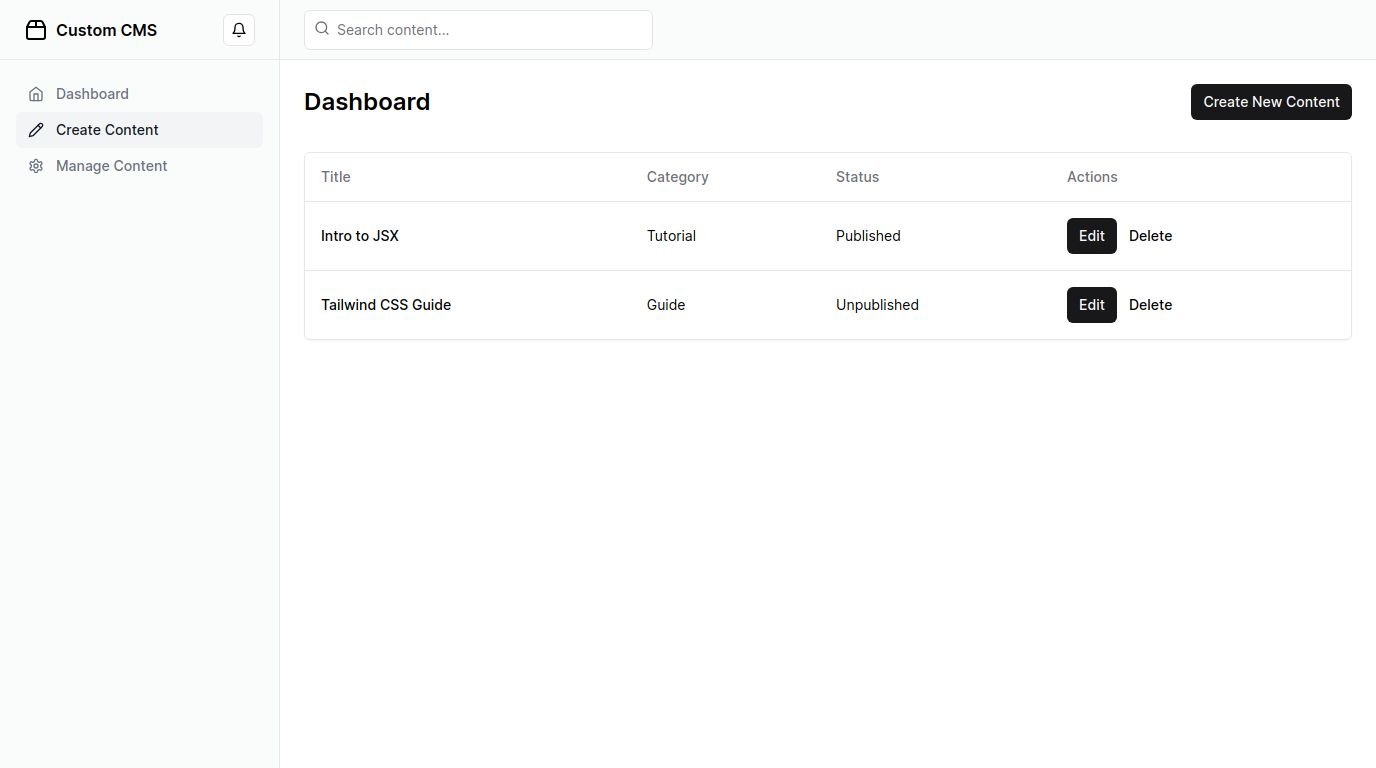 Custom CMS
Search content...
Dashboard
Create Content
Manage Content
Dashboard
Create New Content
Title Category Status Actions
Intro to JSX Tutorial Published Edit Delete
Tailwind CSS Guide Guide Unpublished Edit Delete